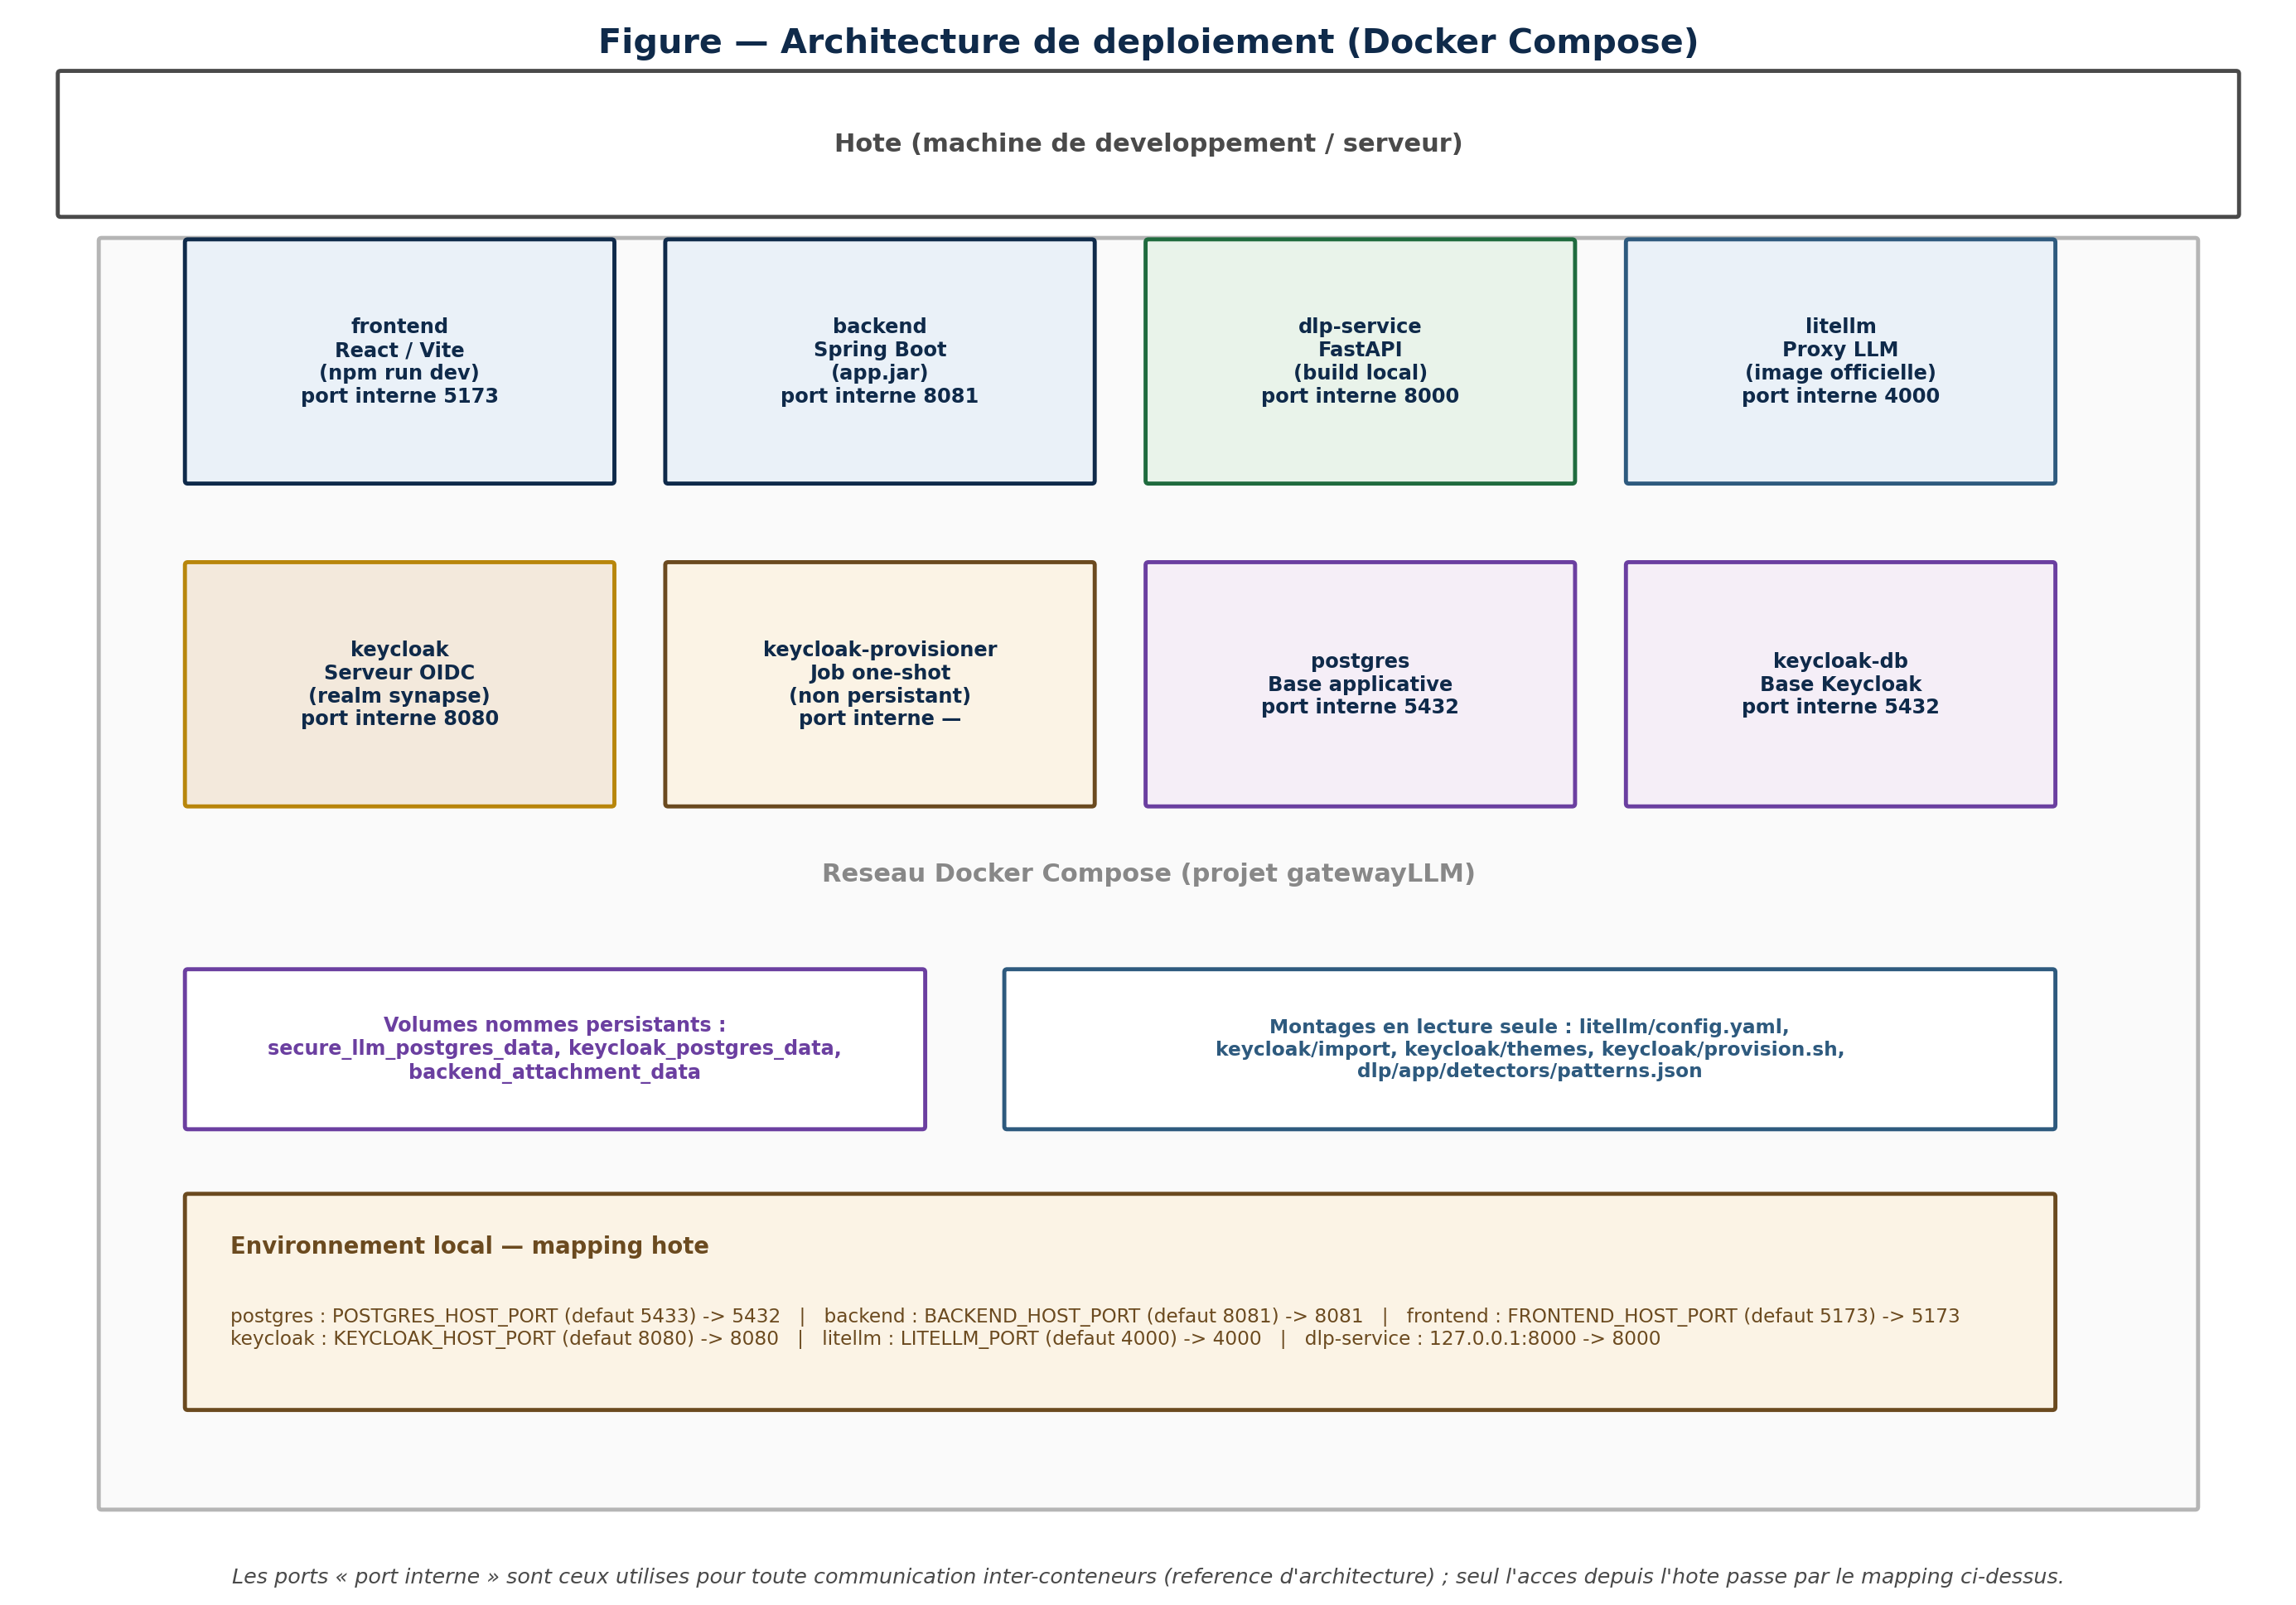 Figure — Architecture de deploiement (Docker Compose)
Hote (machine de developpement / serveur)
frontend
React / Vite
(npm run dev)
port interne 5173
backend
Spring Boot
(app.jar)
port interne 8081
dlp-service
FastAPI
(build local)
port interne 8000
litellm
Proxy LLM
(image officielle)
port interne 4000
keycloak
Serveur OIDC
(realm synapse)
port interne 8080
keycloak-provisioner
Job one-shot
(non persistant)
port interne —
postgres
Base applicative
port interne 5432
keycloak-db
Base Keycloak
port interne 5432
Reseau Docker Compose (projet gatewayLLM)
Volumes nommes persistants :
secure_llm_postgres_data, keycloak_postgres_data,
backend_attachment_data
Montages en lecture seule : litellm/config.yaml,
keycloak/import, keycloak/themes, keycloak/provision.sh,
dlp/app/detectors/patterns.json
Environnement local — mapping hote
postgres : POSTGRES_HOST_PORT (defaut 5433) -> 5432 | backend : BACKEND_HOST_PORT (defaut 8081) -> 8081 | frontend : FRONTEND_HOST_PORT (defaut 5173) -> 5173
keycloak : KEYCLOAK_HOST_PORT (defaut 8080) -> 8080 | litellm : LITELLM_PORT (defaut 4000) -> 4000 | dlp-service : 127.0.0.1:8000 -> 8000
Les ports « port interne » sont ceux utilises pour toute communication inter-conteneurs (reference d'architecture) ; seul l'acces depuis l'hote passe par le mapping ci-dessus.